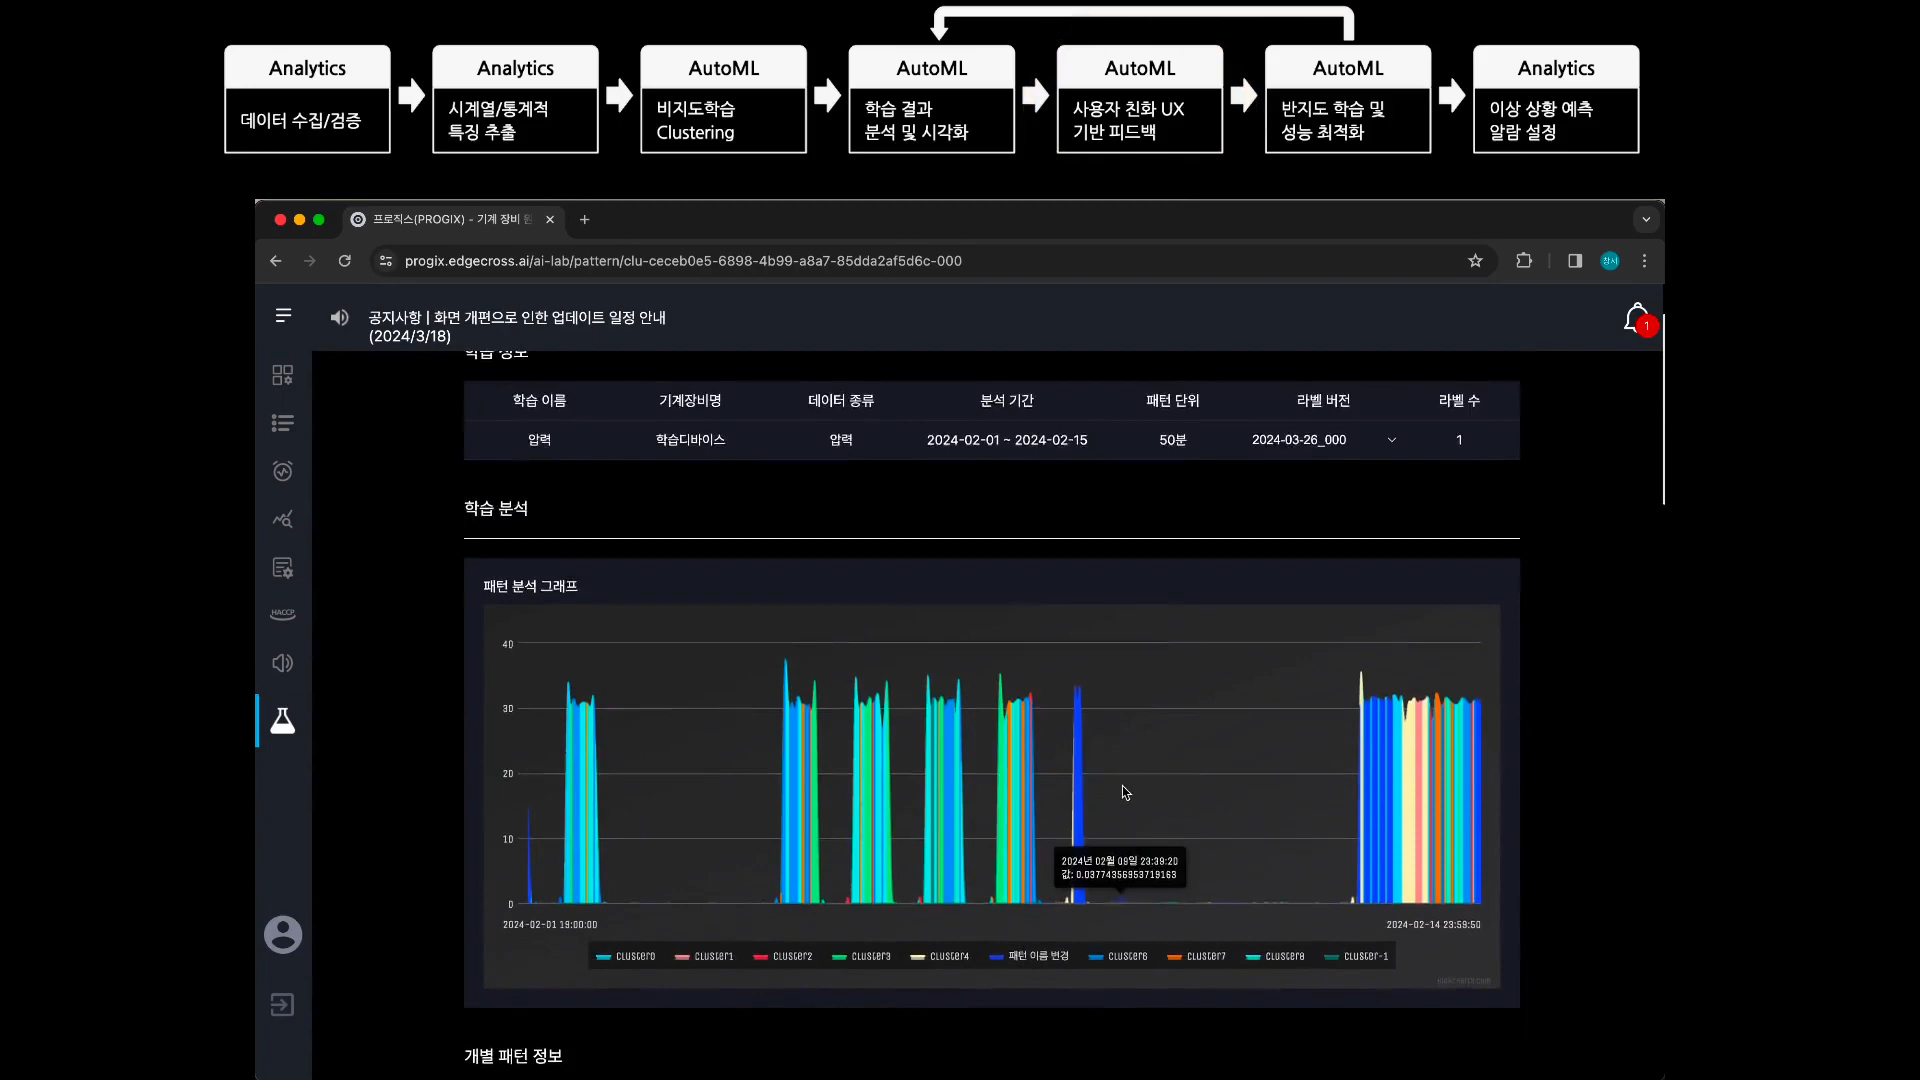 Analytics
데이터 수집/검증
Analytics
시계열/통계적
특징 추출
AutoML
비지도학습
Clustering
AutoML
학습 결과
분석 및 시각화
AutoML
사용자 친화 UX
기반 피드백
AutoML
반지도 학습 및
성능 최적화
Analytics
이상 상황 예측
알람 설정
프로직스(PROGIX) - 기계 장비 원
progix.edgecross.ai/ai-lab/pattern/clu-ceceb0e5-6898-4b99-a8a7-85dda2af5d6c-000
창서
공지사항 | 화면 개편으로 인한 업데이트 일정 안내
(2024/3/18)
1
학습 정보
학습 이름 기계장비명 데이터 종류 분석 기간 패턴 단위 라벨 버전 라벨 수
압력 학습디바이스 압력 2024-02-01 ~ 2024-02-15 50분 2024-03-26_000 1
HACCP
학습 분석
패턴 분석 그래프
40
30
20
10
0
2024년 02월 09일 23:39:20
값: 0.03774356953719163
2024-02-01 19:00:00 2024-02-14 23:59:50
Cluster0 Cluster1 Cluster2 Cluster3 Cluster4 패턴 이름 변경 Cluster6 Cluster7 Cluster8 Cluster-1
개별 패턴 정보